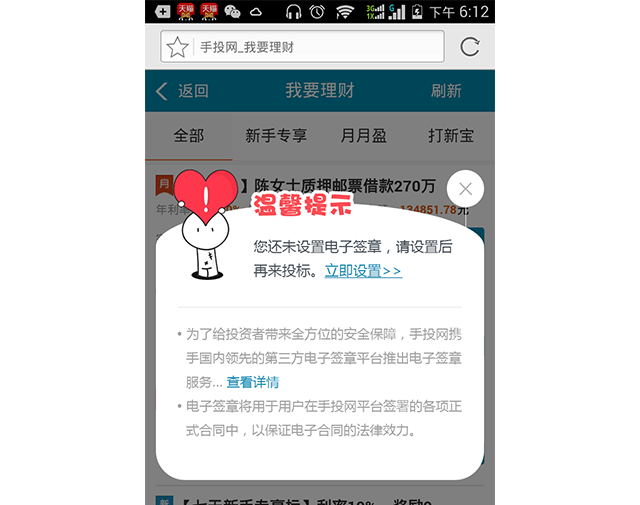 天猫 天猫 3G 1X G 下午 6:12
手投网_我要理财
返回 我要理财 刷新
全部 新手专享 月月盈 打新宝
月 】陈女士质押邮票借款270万
年利率 134851.78元
温馨提示
您还未设置电子签章，请设置后
再来投标。立即设置>>
• 为了给投资者带来全方位的安全保障，手投网携
手国内领先的第三方电子签章平台推出电子签章
服务... 查看详情
• 电子签章将用于用户在手投网平台签署的各项正
式合同中，以保证电子合同的法律效力。
新